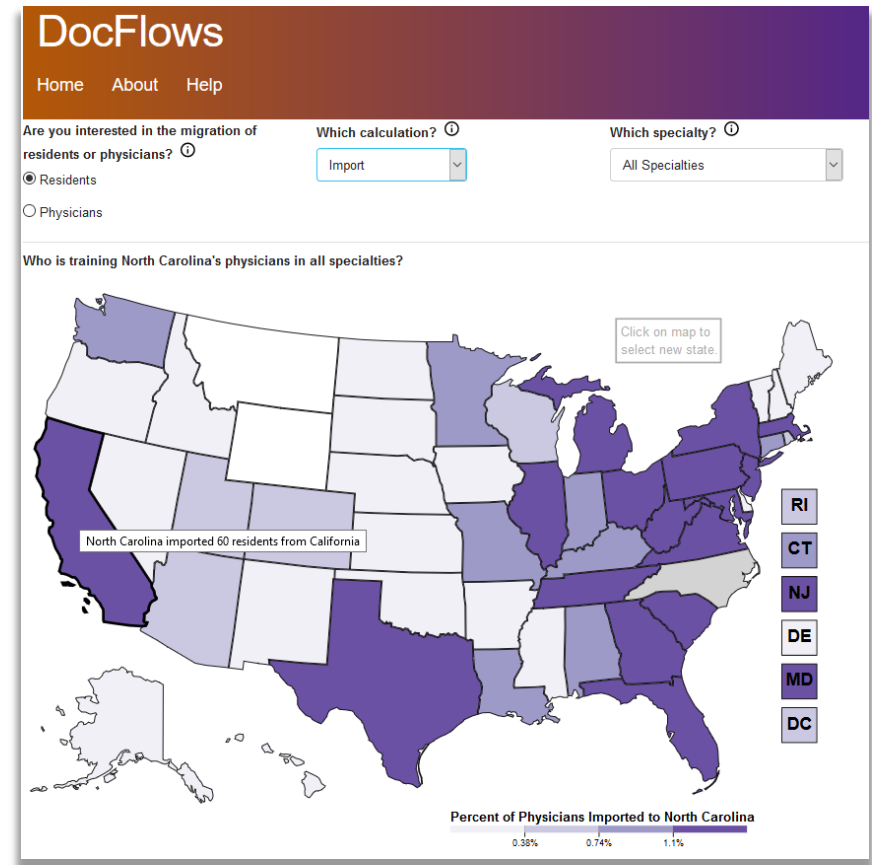 DocFlows
Home About Help
Are you interested in the migration of
residents or physicians?
Residents
Physicians
Which calculation?
Import
Which specialty?
All Specialties
Who is training North Carolina's physicians in all specialties?
Click on map to
select new state.
North Carolina imported 60 residents from California
RI
CT
NJ
DE
MD
DC
Percent of Physicians Imported to North Carolina
0.38% 0.74% 1.1%